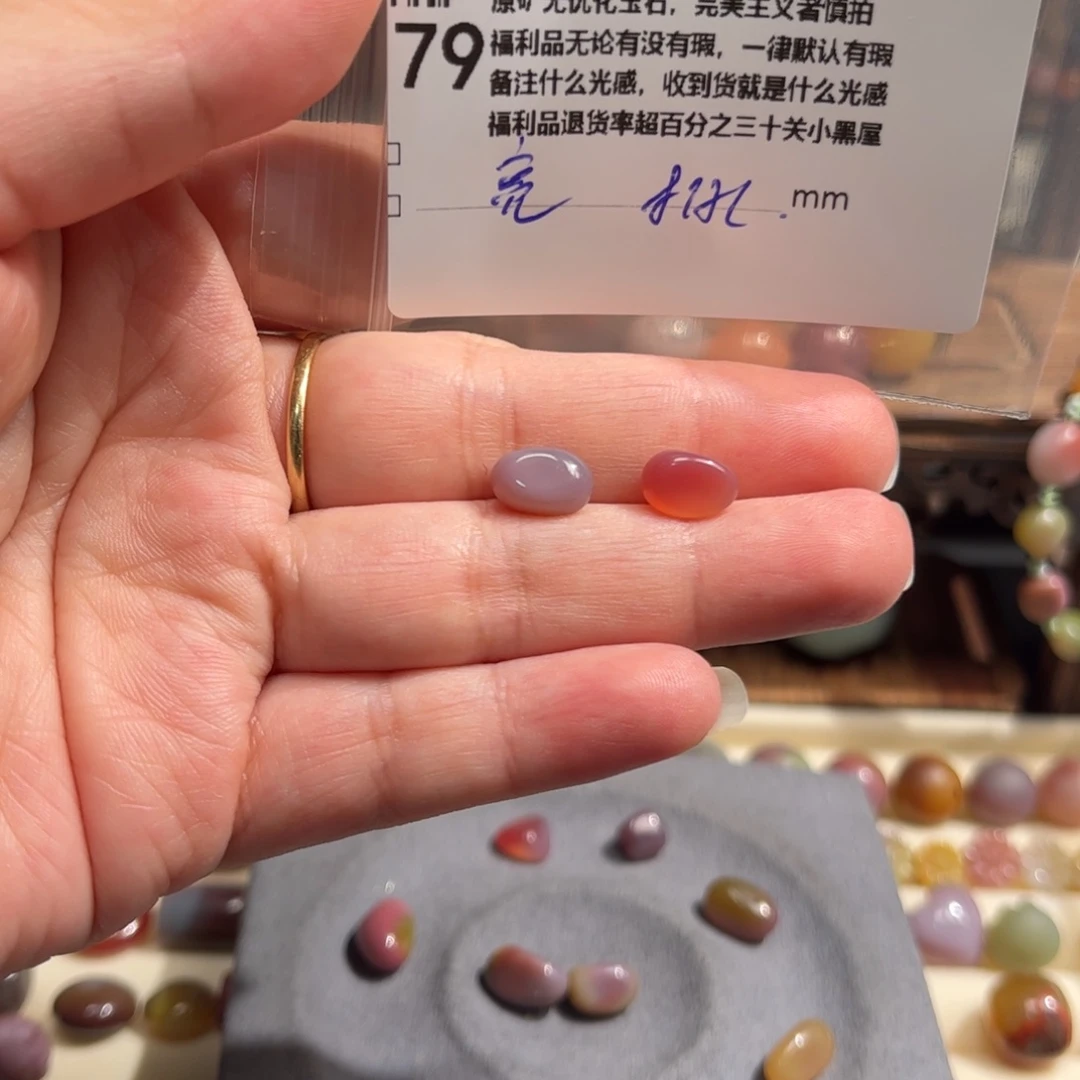 原矿无优化玉石，完美主义者慎拍
79
福利品无论有没有瑕，一律默认有瑕
备注什么光感，收到货就是什么光感
福利品退货率超百分之三十关小黑屋
亮 mm